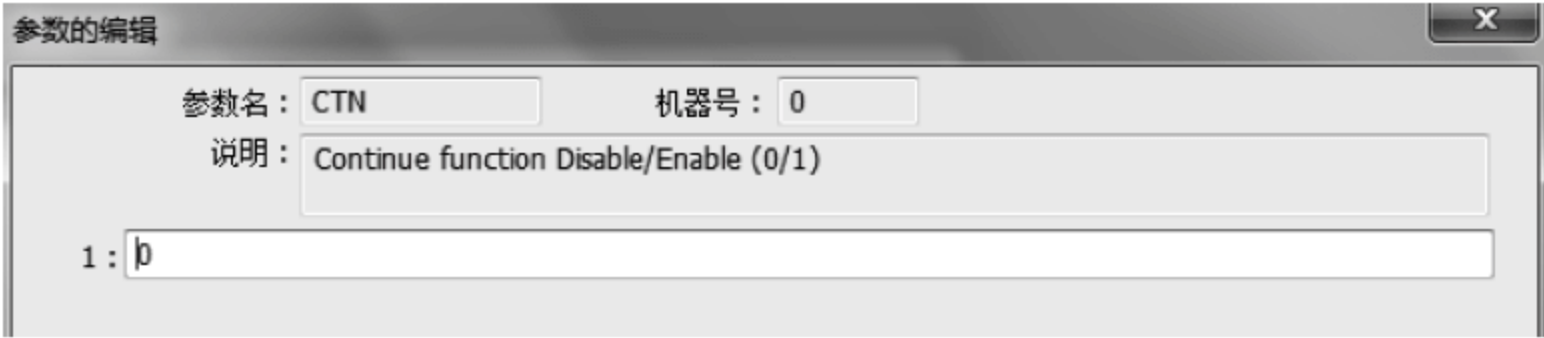 参数的编辑
参数名： CTN 机器号： 0
说明： Continue function Disable/Enable (0/1)
1： 0